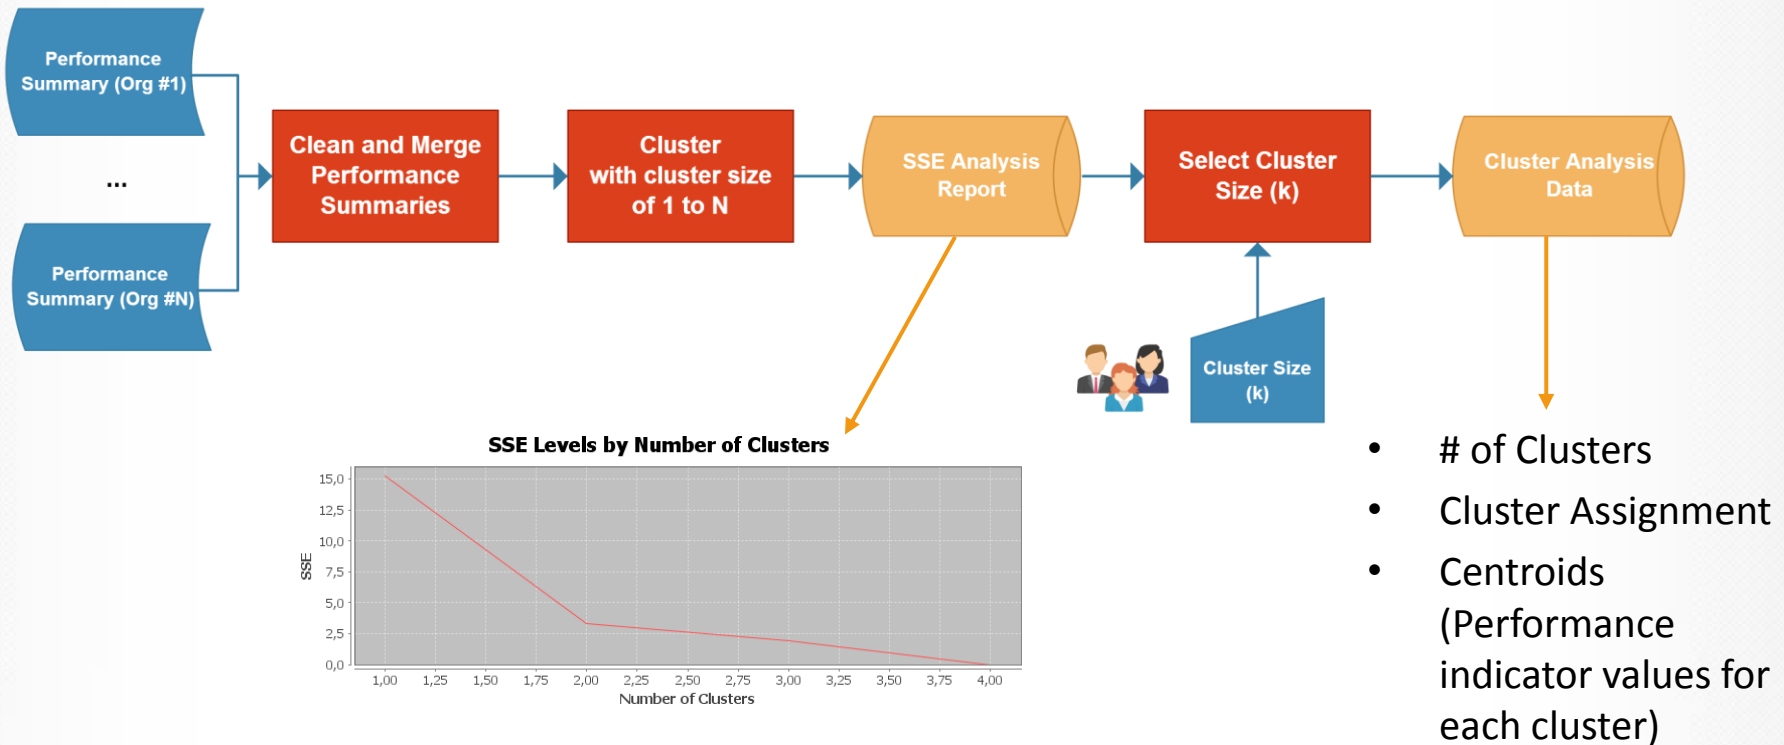 Performance
Summary (Org #1)
...
Performance
Summary (Org #N)
Clean and Merge
Performance
Summaries
Cluster
with cluster size
of 1 to N
SSE Analysis
Report
Select Cluster
Size (k)
Cluster Analysis
Data
Cluster Size
(k)
SSE Levels by Number of Clusters
SSE
15,0
12,5
10,0
7,5
5,0
2,5
0,0
1,00 1,25 1,50 1,75 2,00 2,25 2,50 2,75 3,00 3,25 3,50 3,75 4,00
Number of Clusters
• # of Clusters
• Cluster Assignment
• Centroids
(Performance
indicator values for
each cluster)